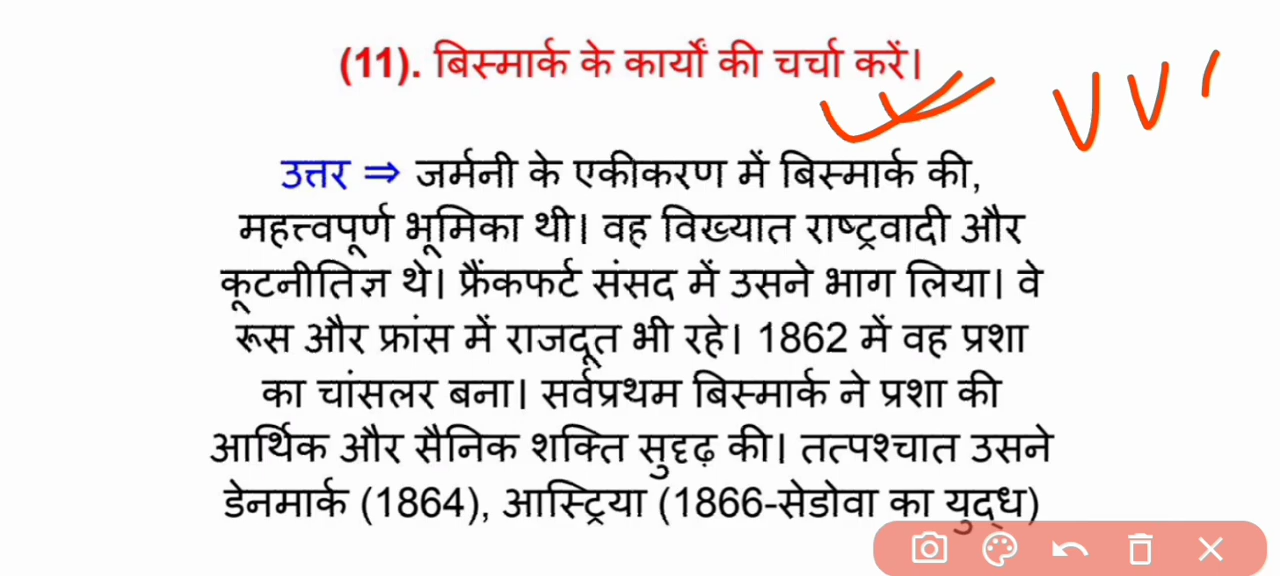 (11). बिस्मार्क के कार्यों की चर्चा करें।
उत्तर ⇒ जर्मनी के एकीकरण में बिस्मार्क की,
महत्त्वपूर्ण भूमिका थी। वह विख्यात राष्ट्रवादी और
कूटनीतिज्ञ थे। फ्रैंकफर्ट संसद में उसने भाग लिया। वे
रूस और फ्रांस में राजदूत भी रहे। 1862 में वह प्रशा
का चांसलर बना। सर्वप्रथम बिस्मार्क ने प्रशा की
आर्थिक और सैनिक शक्ति सुदृढ़ की। तत्पश्चात उसने
डेनमार्क (1864), आस्ट्रिया (1866-सेडोवा का युद्ध)